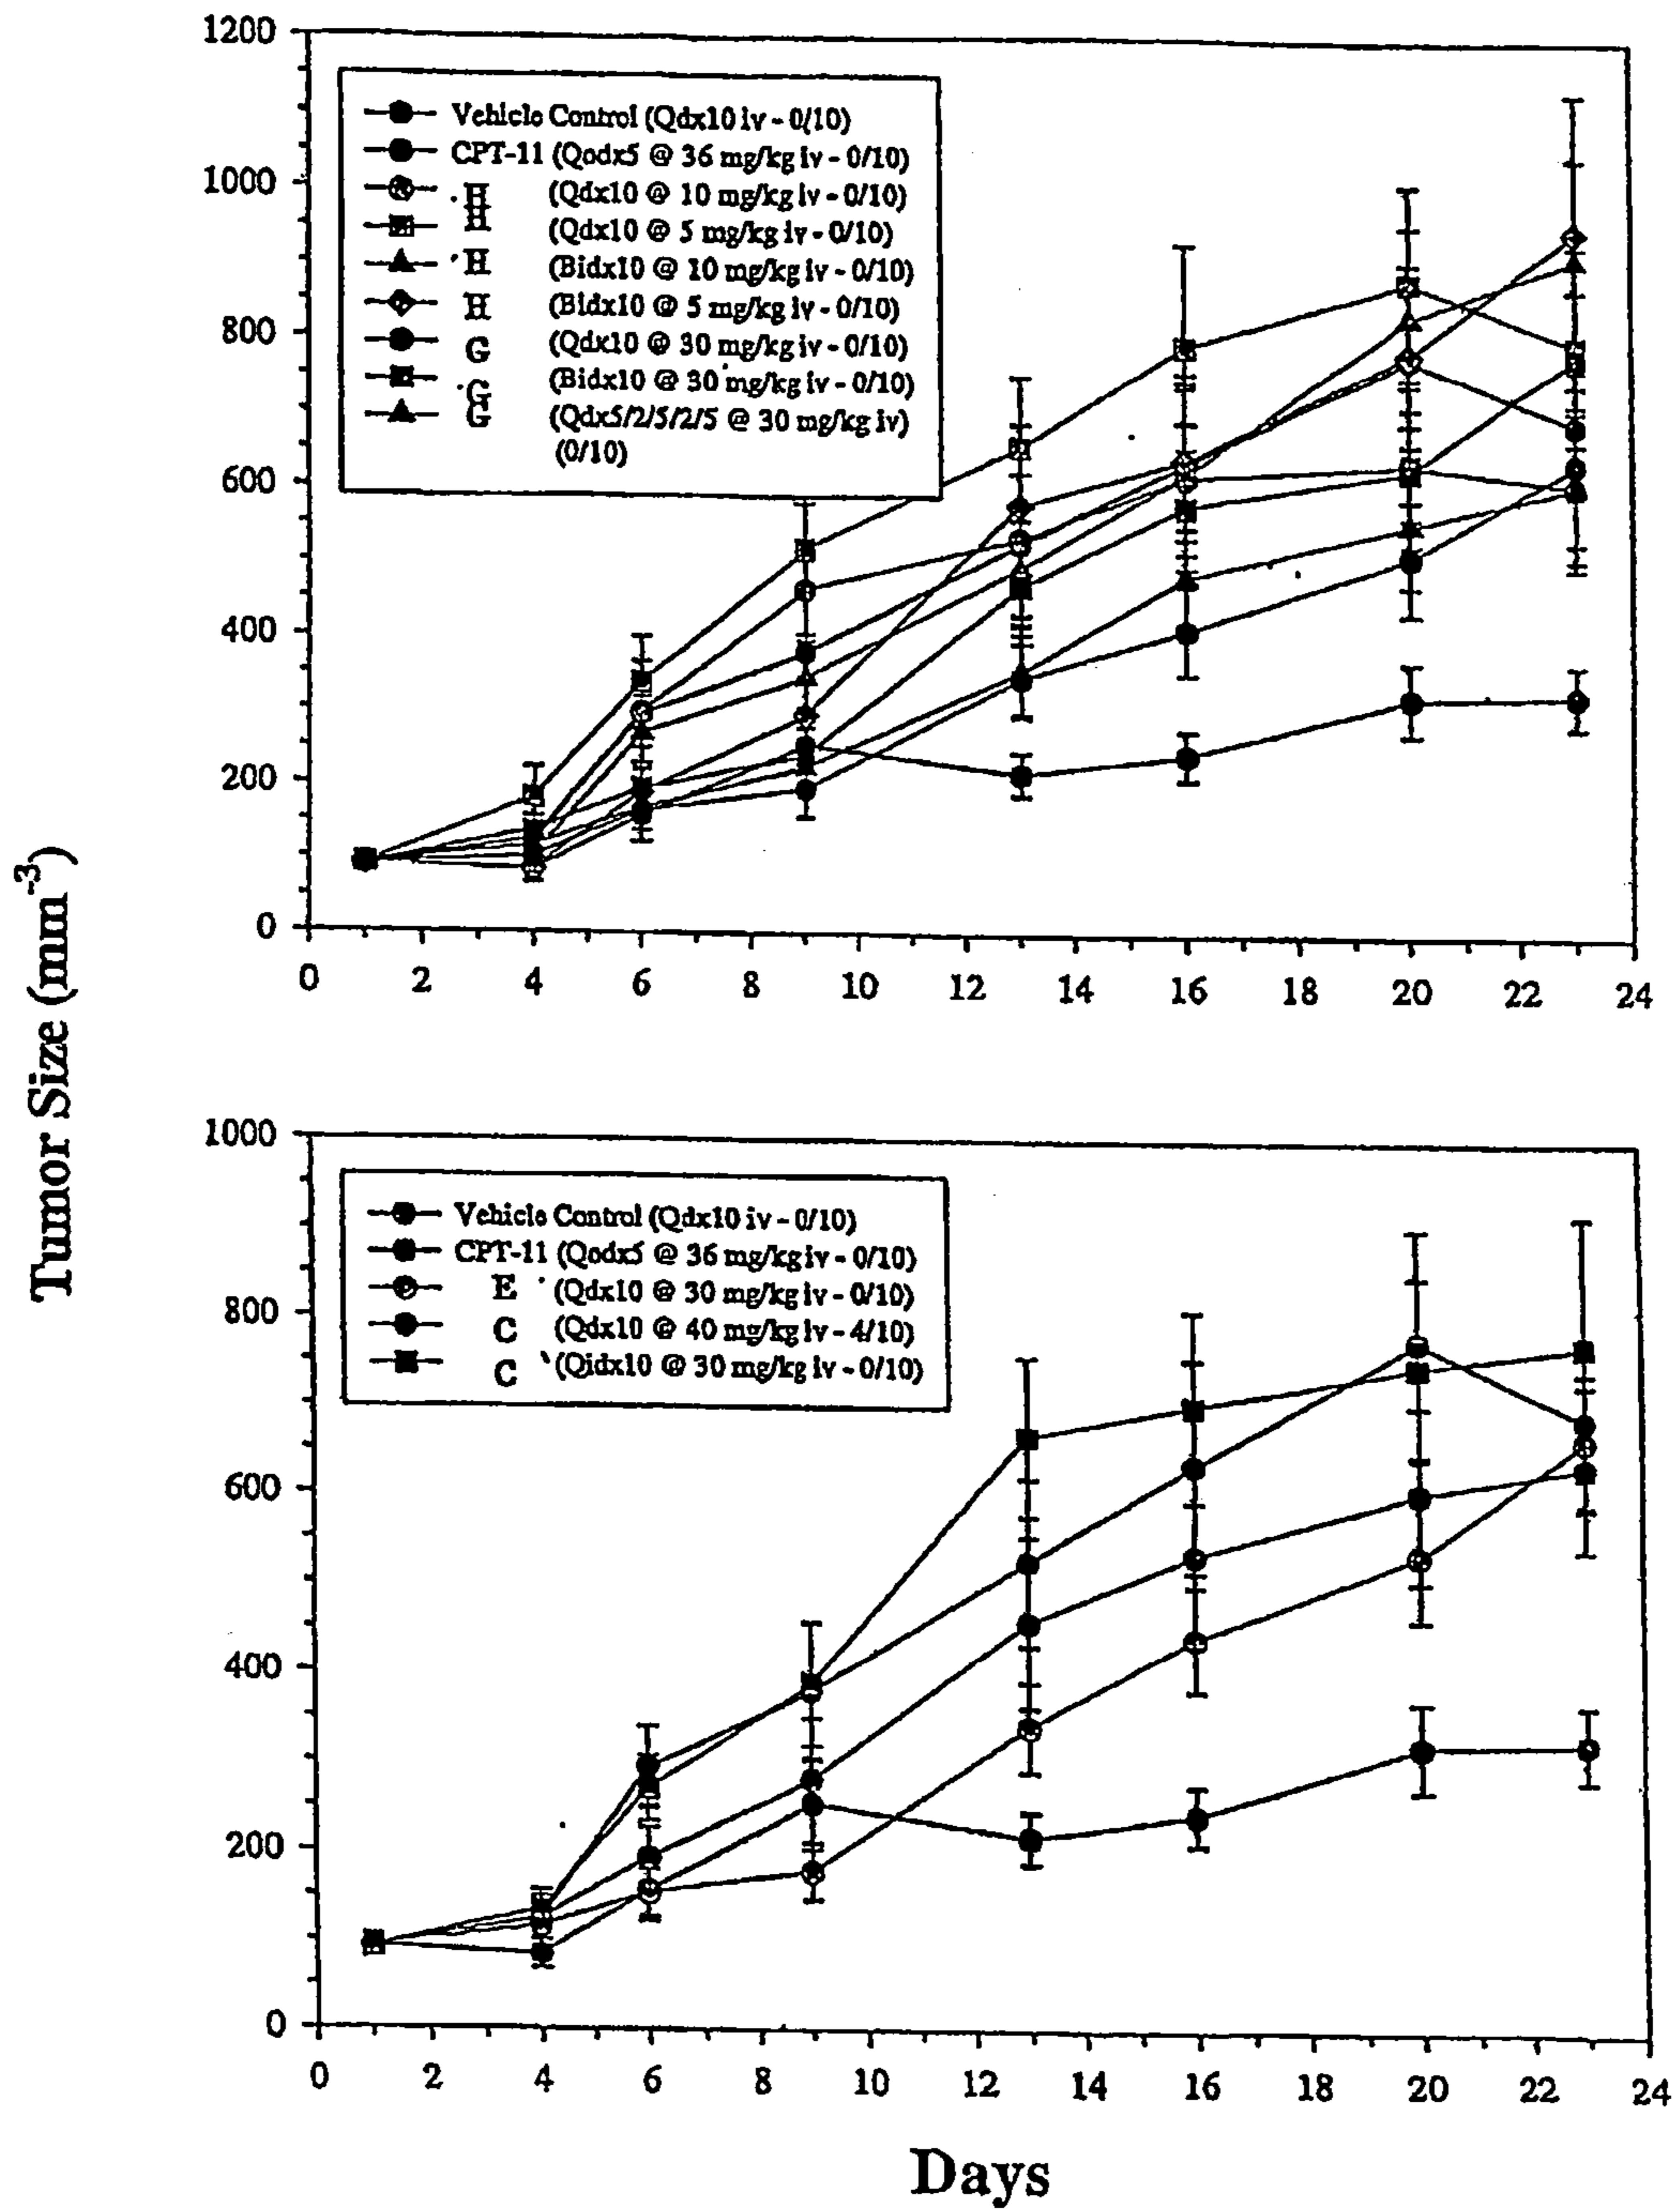 1200
1000
800
600
400
200
0
Vehicle Control (Qdx10 iv - 0/10)
CPT-11 (Qodx5 @ 36 mg/kg iv - 0/10)
H (Qdx10 @ 10 mg/kg iv - 0/10)
H (Qdx10 @ 5 mg/kg iv - 0/10)
H (Bidx10 @ 10 mg/kg iv - 0/10)
H (Bidx10 @ 5 mg/kg iv - 0/10)
G (Qdx10 @ 30 mg/kg iv - 0/10)
G (Bidx10 @ 30 mg/kg iv - 0/10)
G (Qdx5/2/5/2/5 @ 30 mg/kg iv)
(0/10)
0 2 4 6 8 10 12 14 16 18 20 22 24
Tumor Size (mm⁻³)
1000
800
600
400
200
0
Vehicle Control (Qdx10 iv - 0/10)
CPT-11 (Qodx5 @ 36 mg/kg iv - 0/10)
E (Qdx10 @ 30 mg/kg iv - 0/10)
C (Qdx10 @ 40 mg/kg iv - 4/10)
C (Qidx10 @ 30 mg/kg iv - 0/10)
0 2 4 6 8 10 12 14 16 18 20 22 24
Days